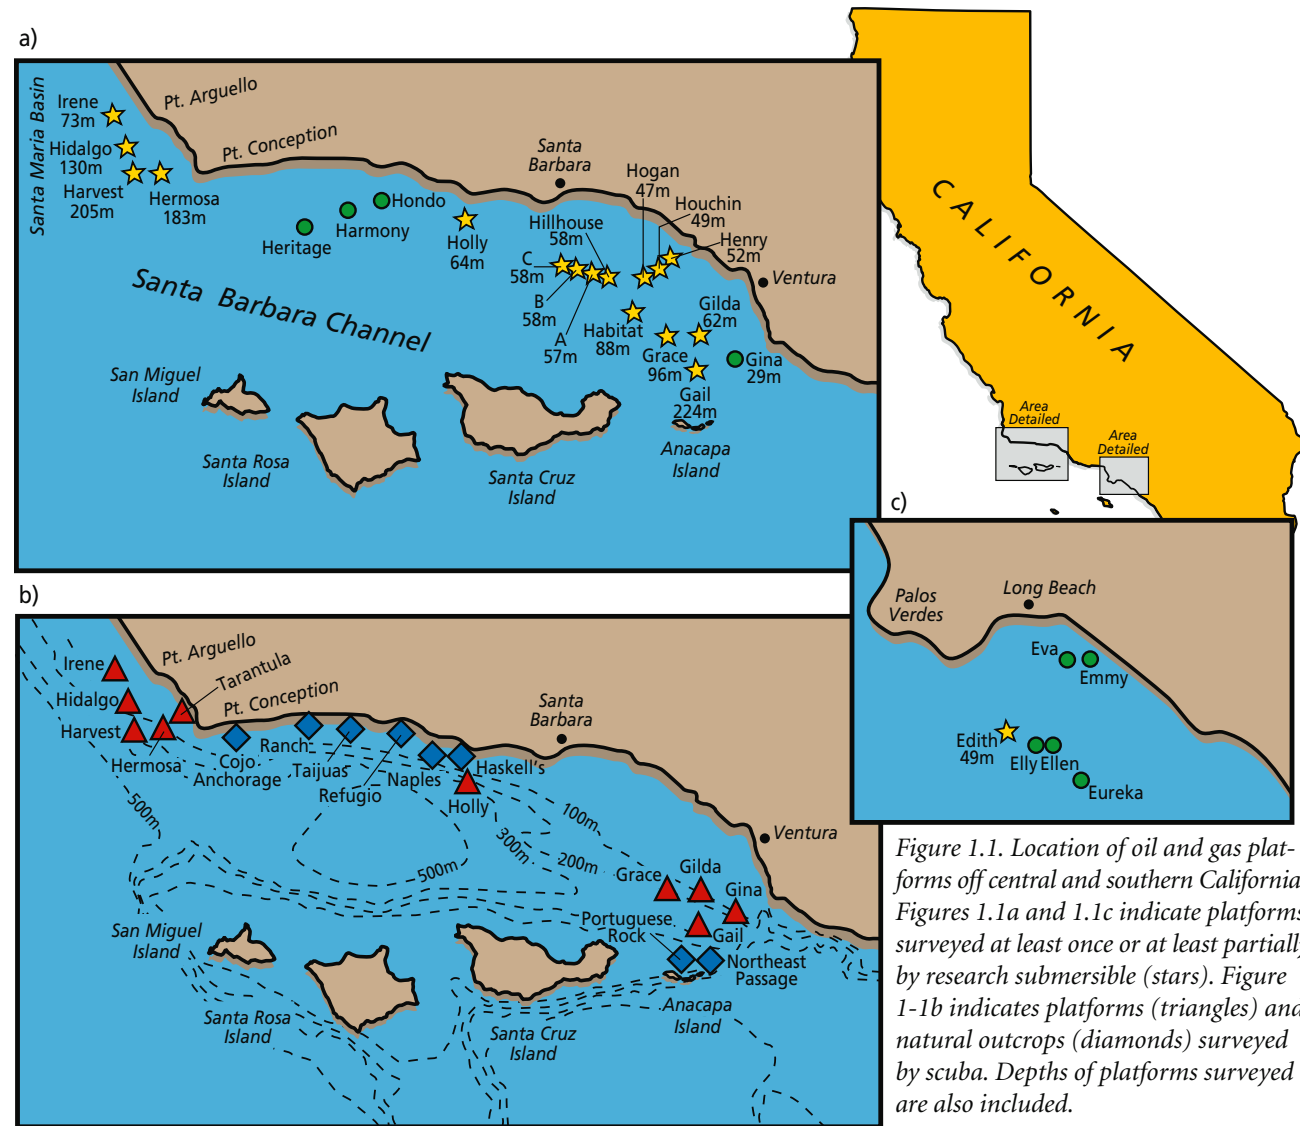 a)
Santa Maria Basin
Pt. Arguello
Pt. Conception
Irene
73m
Hidalgo
130m
Harvest
205m
Hermosa
183m
Heritage
Harmony
Hondo
Holly
64m
Santa
Barbara
Hillhouse
58m
Hogan
47m
Houchin
49m
Henry
52m
C
58m
B
58m
A
57m
Habitat
88m
Grace
96m
Gilda
62m
Gail
224m
Gina
29m
Ventura
Santa Barbara Channel
San Miguel
Island
Santa Rosa
Island
Santa Cruz
Island
Anacapa
Island
CALIFORNIA
Area
Detailed
Area
Detailed
b)
Irene
Hidalgo
Harvest
Hermosa
Pt. Arguello
Tarantula
Pt. Conception
Cojo
Anchorage
Ranch
Taijuas
Refugio
Naples
Haskell's
Holly
Santa
Barbara
Ventura
500m
500m
300m
200m
100m
Grace
Gilda
Gina
Gail
Portuguese
Rock
Northeast
Passage
San Miguel
Island
Santa Rosa
Island
Santa Cruz
Island
Anacapa
Island
c)
Palos
Verdes
Long Beach
Eva
Emmy
Edith
49m
Elly
Ellen
Eureka
Figure 1.1. Location of oil and gas plat-
forms off central and southern California.
Figures 1.1a and 1.1c indicate platforms
surveyed at least once or at least partially
by research submersible (stars). Figure
1-1b indicates platforms (triangles) and
natural outcrops (diamonds) surveyed
by scuba. Depths of platforms surveyed
are also included.